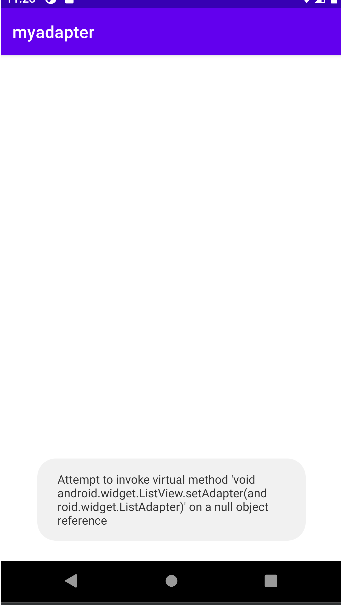 myadapter
Attempt to invoke virtual method 'void
android.widget.ListView.setAdapter(and
roid.widget.ListAdapter)' on a null object
reference